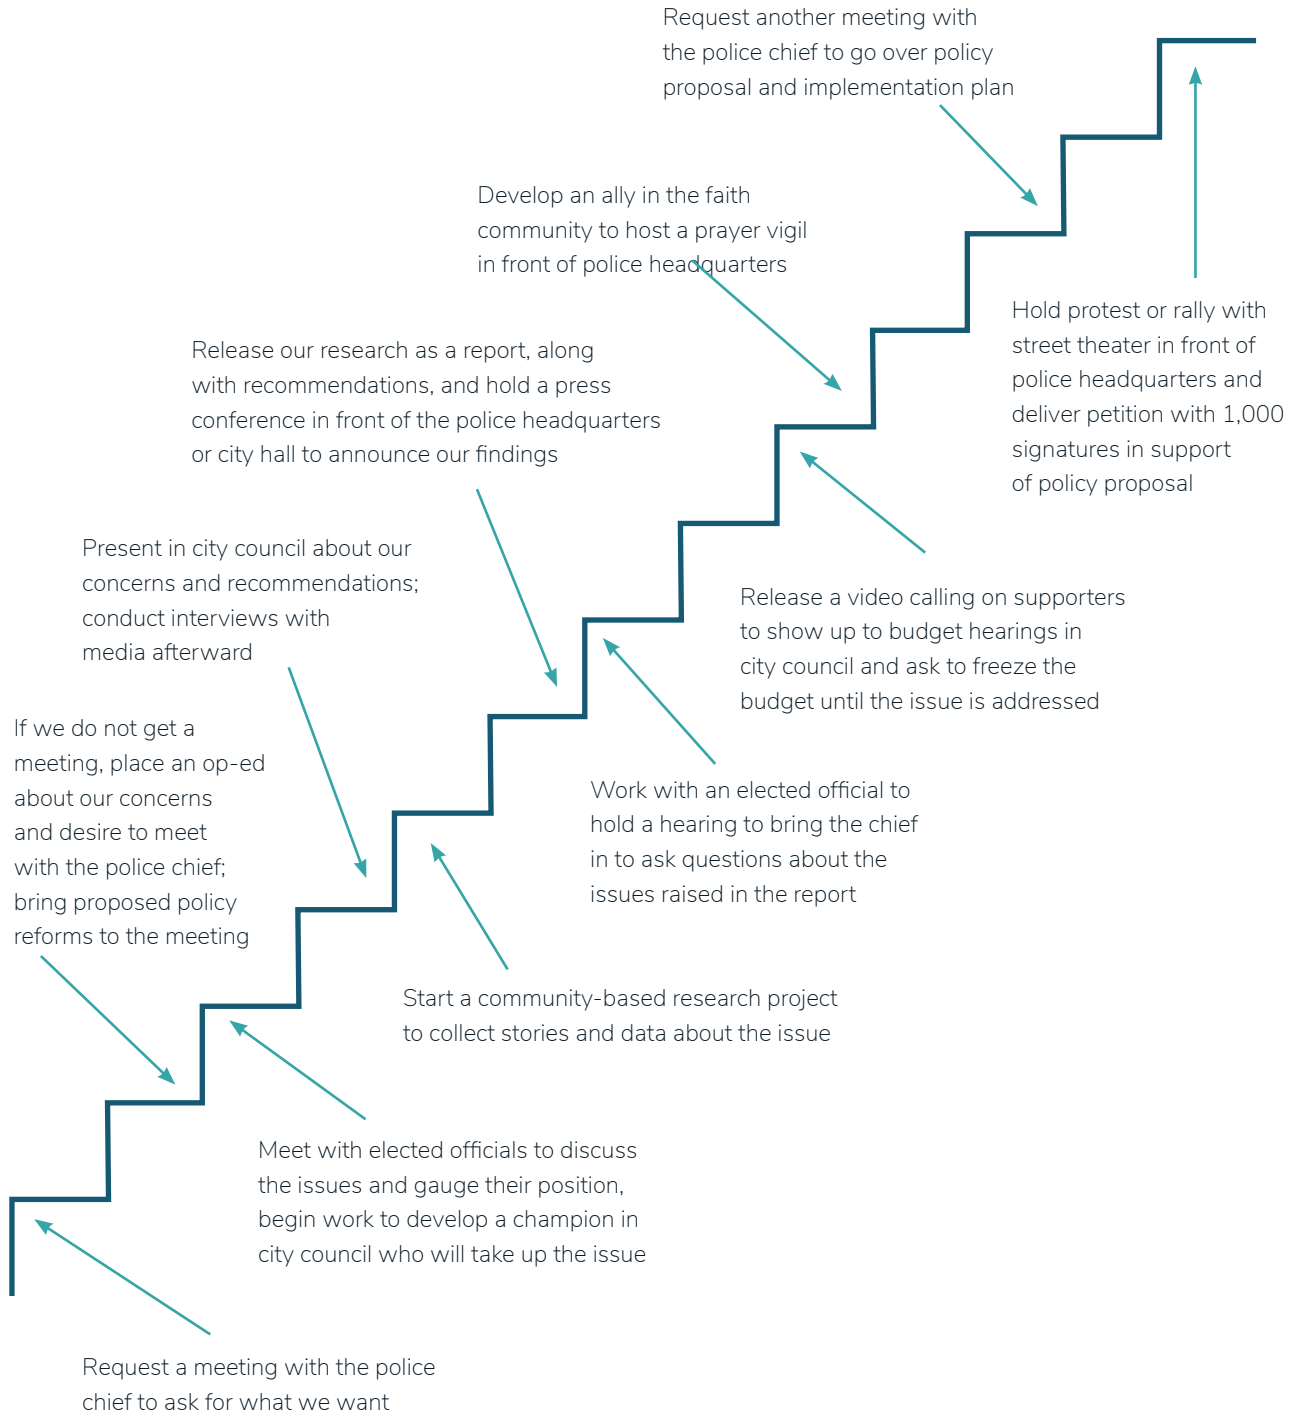 Request another meeting with
the police chief to go over policy
proposal and implementation plan
Develop an ally in the faith
community to host a prayer vigil
in front of police headquarters
Hold protest or rally with
street theater in front of
police headquarters and
deliver petition with 1,000
signatures in support
of policy proposal
Release our research as a report, along
with recommendations, and hold a press
conference in front of the police headquarters
or city hall to announce our findings
Present in city council about our
concerns and recommendations;
conduct interviews with
media afterward
Release a video calling on supporters
to show up to budget hearings in
city council and ask to freeze the
budget until the issue is addressed
If we do not get a
meeting, place an op-ed
about our concerns
and desire to meet
with the police chief;
bring proposed policy
reforms to the meeting
Work with an elected official to
hold a hearing to bring the chief
in to ask questions about the
issues raised in the report
Start a community-based research project
to collect stories and data about the issue
Meet with elected officials to discuss
the issues and gauge their position,
begin work to develop a champion in
city council who will take up the issue
Request a meeting with the police
chief to ask for what we want